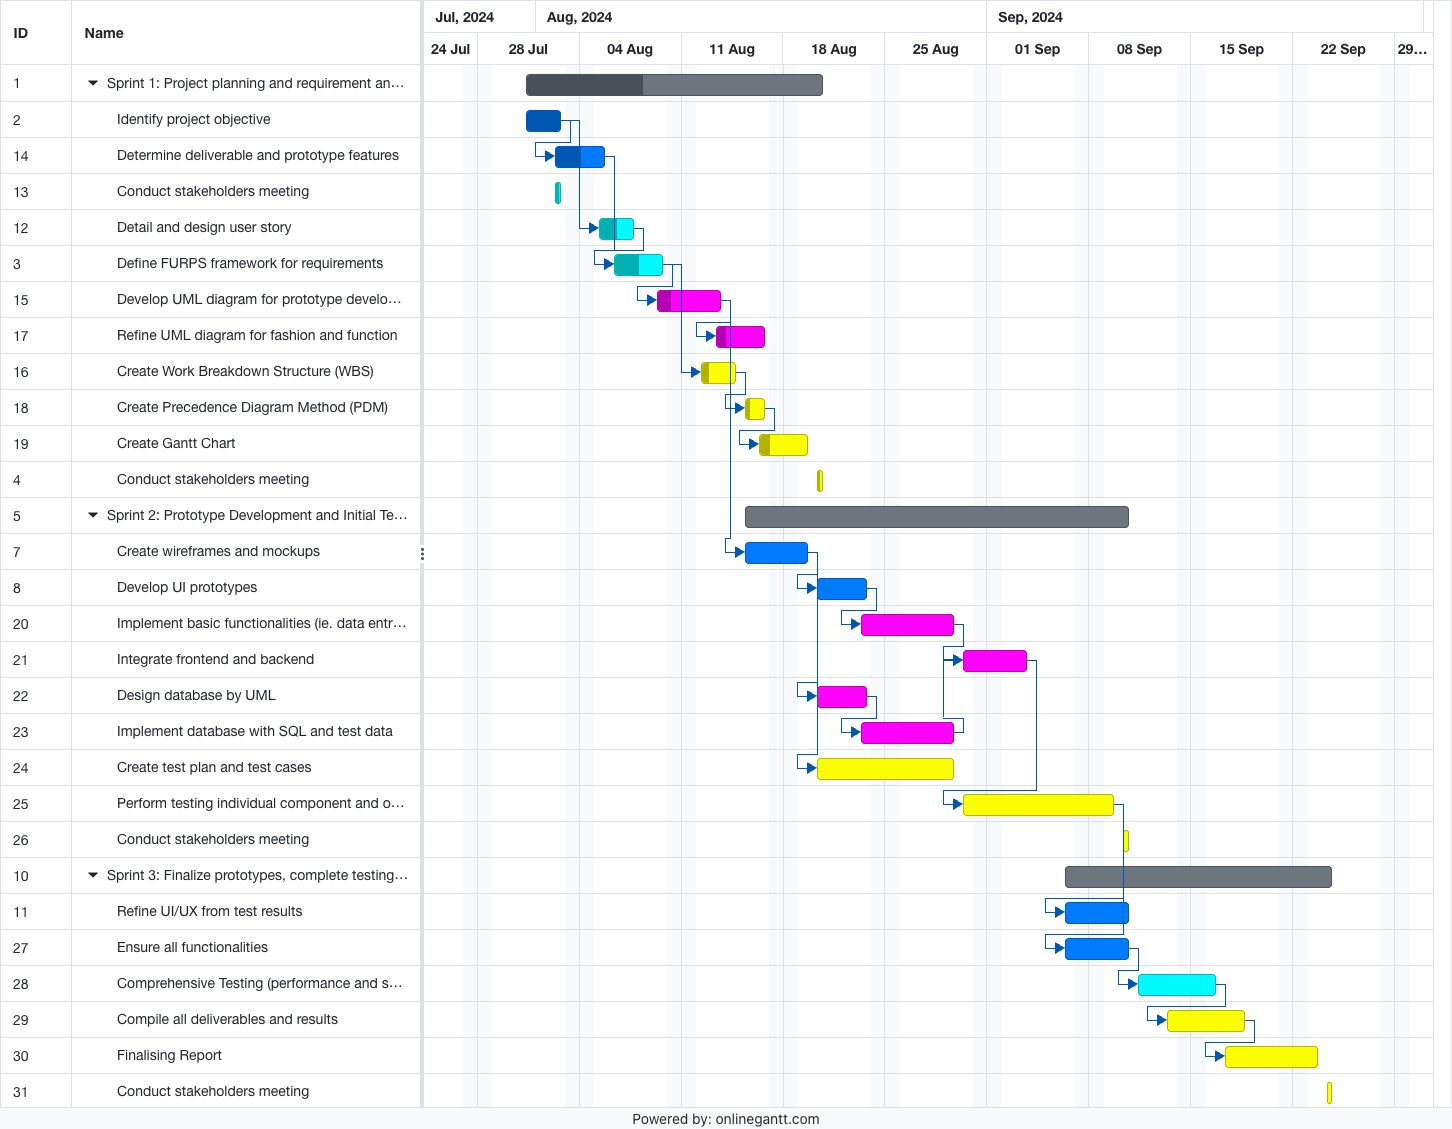 ID Name Jul, 2024 Aug, 2024 Sep, 2024
24 Jul 28 Jul 04 Aug 11 Aug 18 Aug 25 Aug 01 Sep 08 Sep 15 Sep 22 Sep 29...
1 Sprint 1: Project planning and requirement an...
2 Identify project objective
14 Determine deliverable and prototype features
13 Conduct stakeholders meeting
12 Detail and design user story
3 Define FURPS framework for requirements
15 Develop UML diagram for prototype develo...
17 Refine UML diagram for fashion and function
16 Create Work Breakdown Structure (WBS)
18 Create Precedence Diagram Method (PDM)
19 Create Gantt Chart
4 Conduct stakeholders meeting
5 Sprint 2: Prototype Development and Initial Te...
7 Create wireframes and mockups
8 Develop UI prototypes
20 Implement basic functionalities (ie. data entr...
21 Integrate frontend and backend
22 Design database by UML
23 Implement database with SQL and test data
24 Create test plan and test cases
25 Perform testing individual component and o...
26 Conduct stakeholders meeting
10 Sprint 3: Finalize prototypes, complete testing...
11 Refine UI/UX from test results
27 Ensure all functionalities
28 Comprehensive Testing (performance and s...
29 Compile all deliverables and results
30 Finalising Report
31 Conduct stakeholders meeting
Powered by: onlinegantt.com